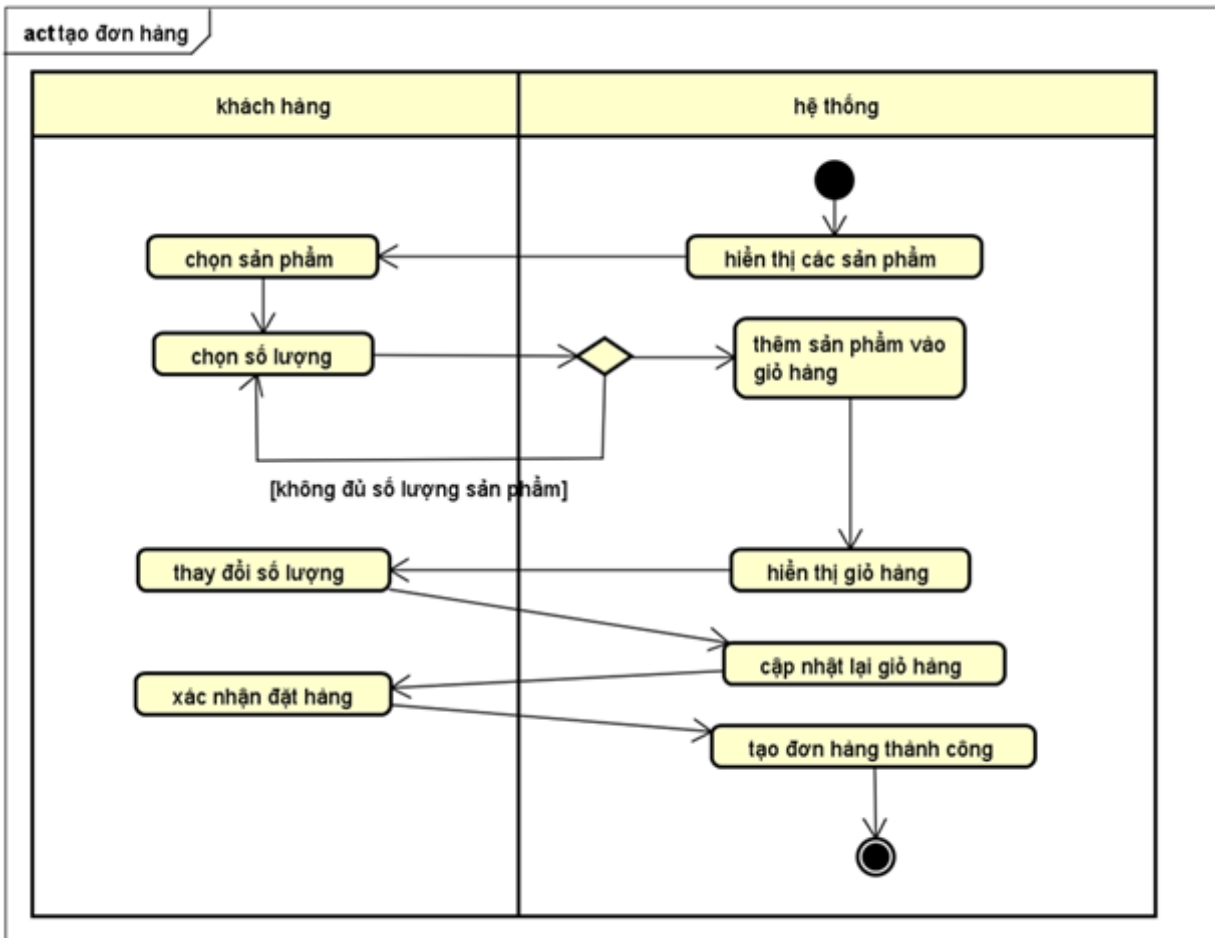 act tạo đơn hàng
khách hàng
hệ thống
chọn sản phẩm
hiển thị các sản phẩm
chọn số lượng
thêm sản phẩm vào
giỏ hàng
[không đủ số lượng sản phẩm]
thay đổi số lượng
hiển thị giỏ hàng
cập nhật lại giỏ hàng
xác nhận đặt hàng
tạo đơn hàng thành công